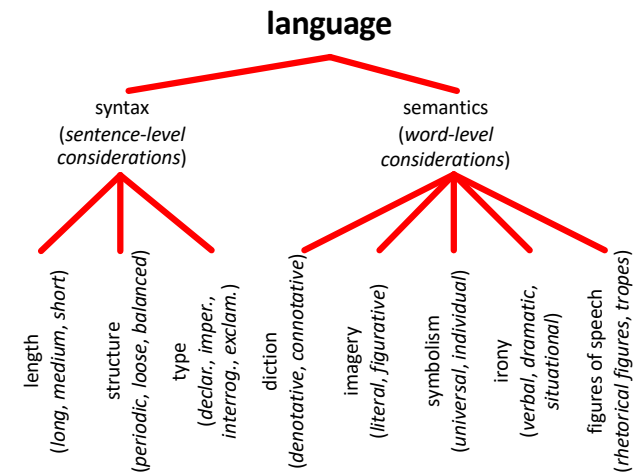 language
syntax
(sentence-level
considerations)
semantics
(word-level
considerations)
length
(long, medium, short)
structure
(periodic, loose, balanced)
type
(declar., imper.,
interrog., exclam.)
diction
(denotative, connotative)
imagery
(literal, figurative)
symbolism
(universal, individual)
irony
(verbal, dramatic,
situational)
figures of speech
(rhetorical figures, tropes)